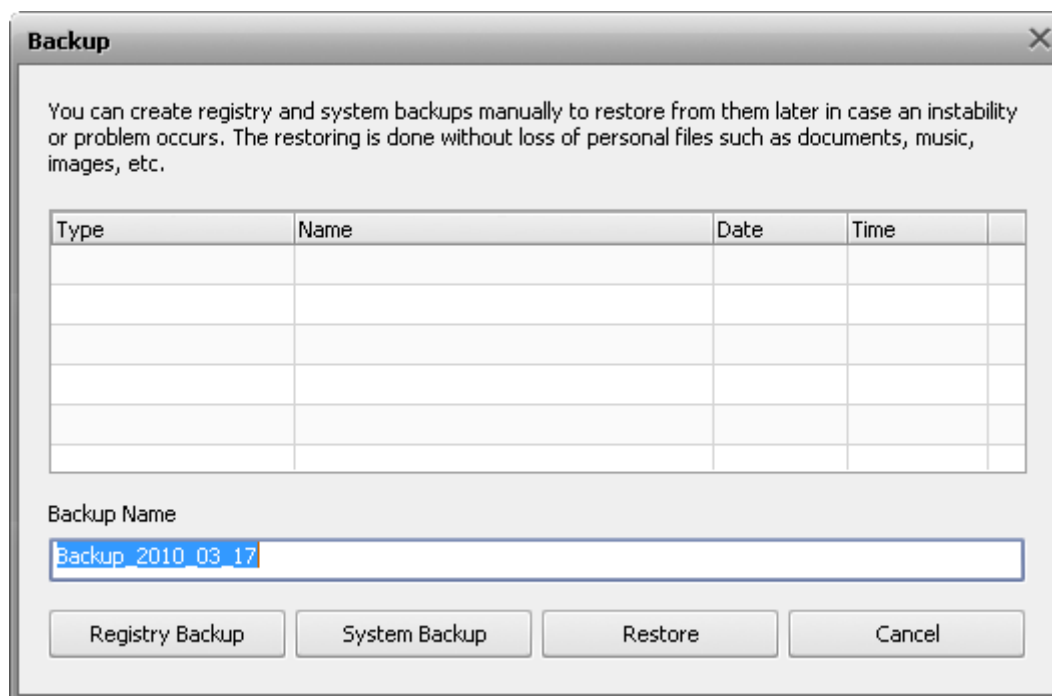 Backup
You can create registry and system backups manually to restore from them later in case an instability
or problem occurs. The restoring is done without loss of personal files such as documents, music,
images, etc.
Type Name Date Time
Backup Name
Backup_2010_03_17
Registry Backup System Backup Restore Cancel